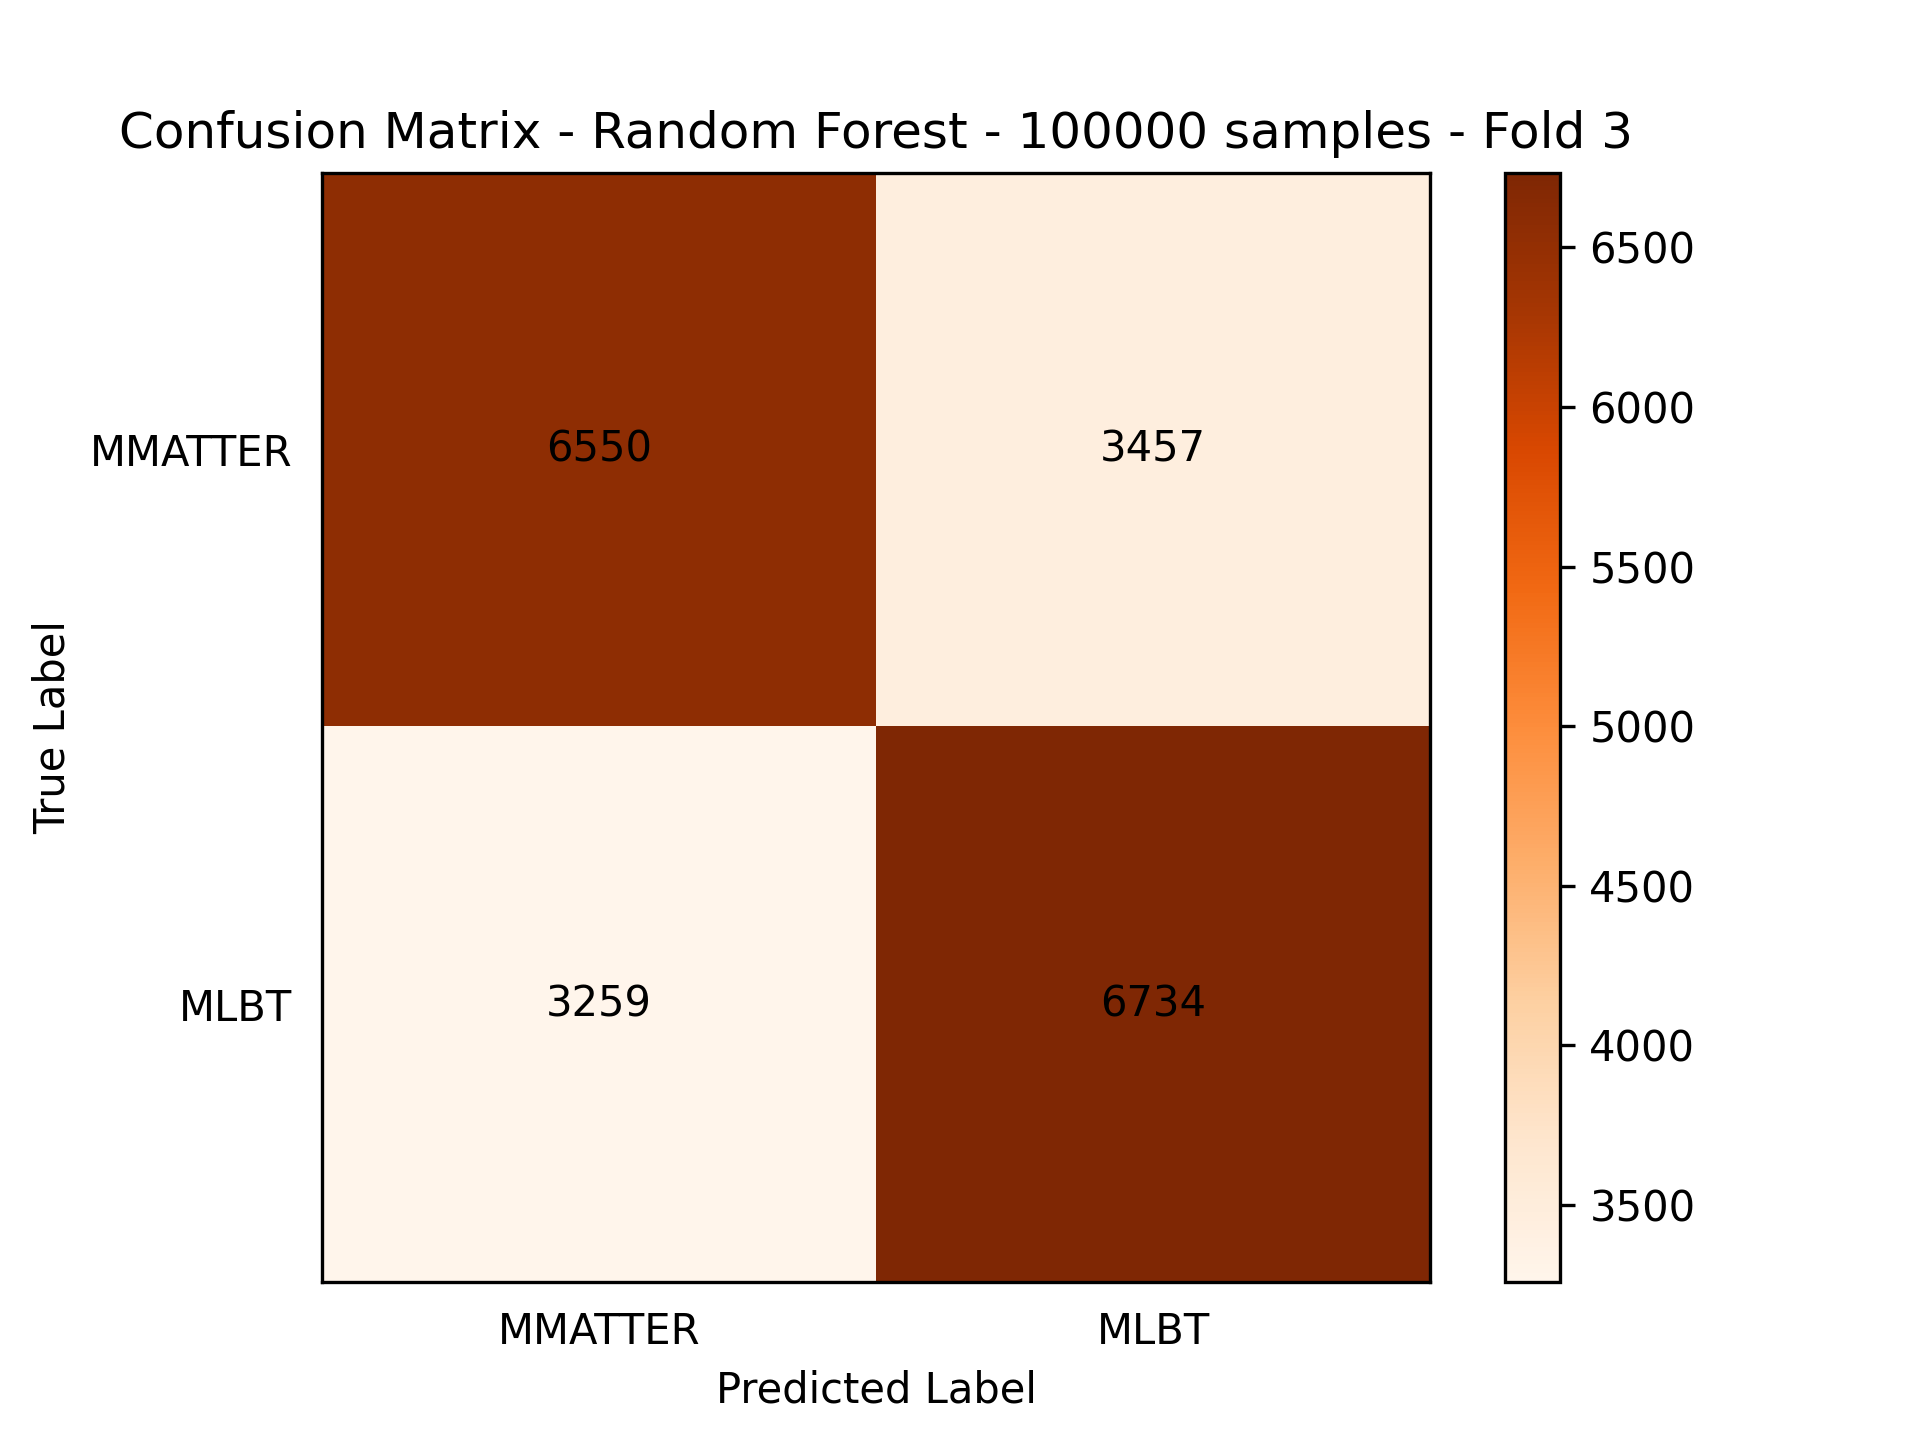 Confusion Matrix - Random Forest - 100000 samples - Fold 3
True Label
MMATTER
6550
3457
MLBT
3259
6734
MMATTER
MLBT
Predicted Label
6500
6000
5500
5000
4500
4000
3500